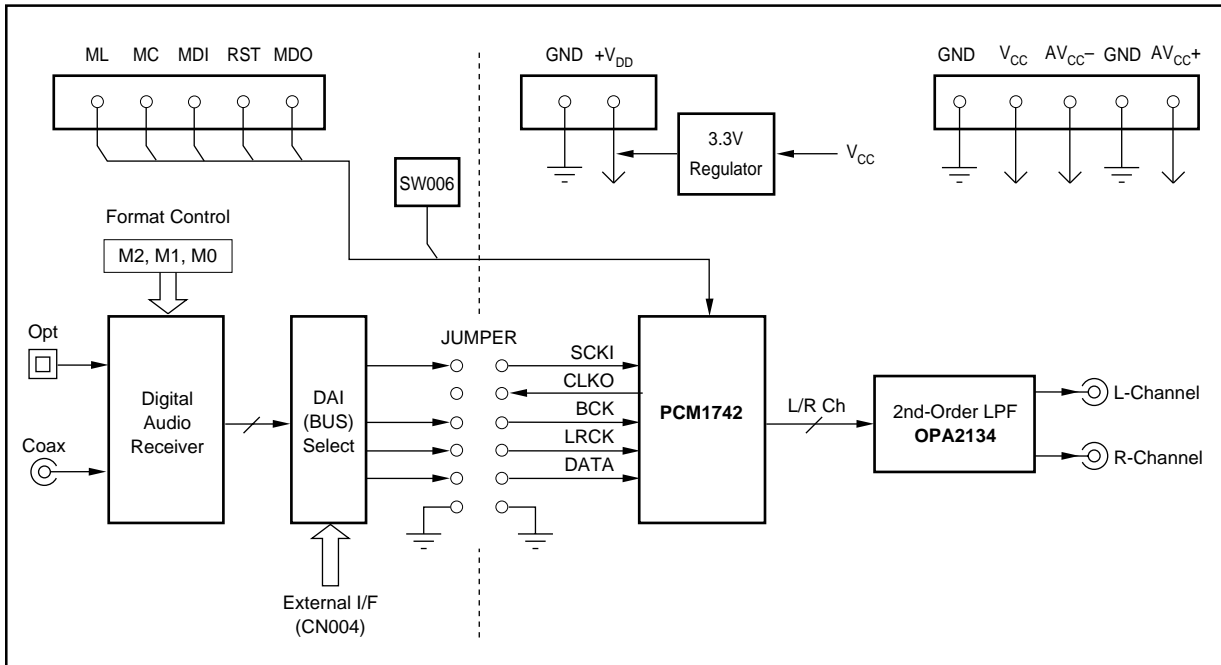 ML MC MDI RST MDO
GND +VDD
GND VCC AVCC− GND AVCC+
3.3V
Regulator
VCC
SW006
Format Control
M2, M1, M0
Opt
Coax
Digital
Audio
Receiver
DAI
(BUS)
Select
External I/F
(CN004)
JUMPER
SCKI
CLKO
BCK
LRCK
DATA
PCM1742
L/R Ch
2nd-Order LPF
OPA2134
L-Channel
R-Channel